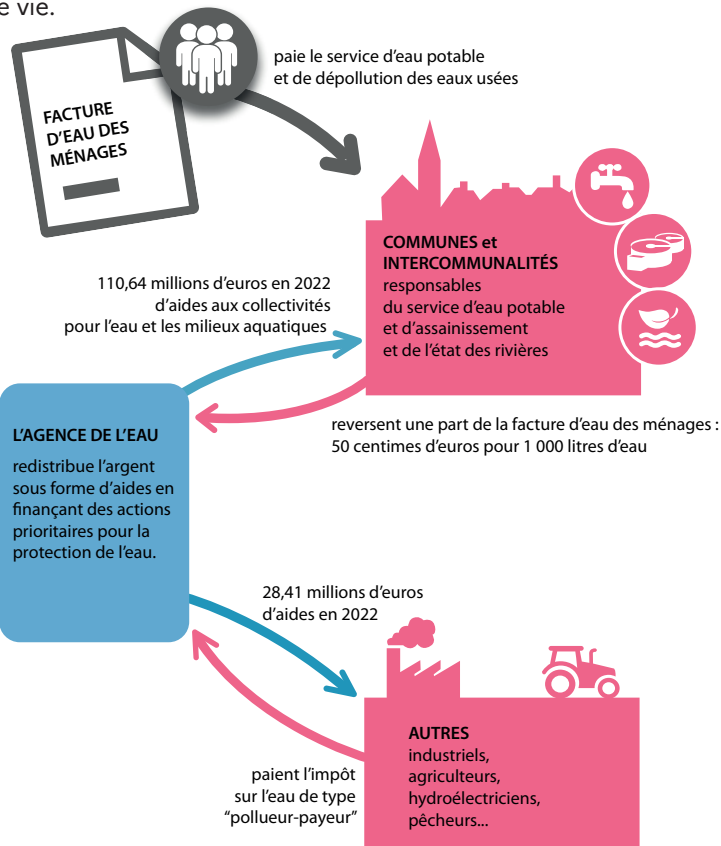 e vie.
FACTURE
D'EAU DES
MÉNAGES
paie le service d'eau potable
et de dépollution des eaux usées
COMMUNES et
INTERCOMMUNALITÉS
responsables
du service d'eau potable
et d'assainissement
et de l'état des rivières
110,64 millions d'euros en 2022
d'aides aux collectivités
pour l'eau et les milieux aquatiques
reversent une part de la facture d'eau des ménages :
50 centimes d'euros pour 1 000 litres d'eau
L'AGENCE DE L'EAU
redistribue l'argent
sous forme d'aides en
finançant des actions
prioritaires pour la
protection de l'eau.
28,41 millions d'euros
d'aides en 2022
AUTRES
industriels,
agriculteurs,
hydroélectriciens,
pêcheurs...
paient l'impôt
sur l'eau de type
"pollueur-payeur"